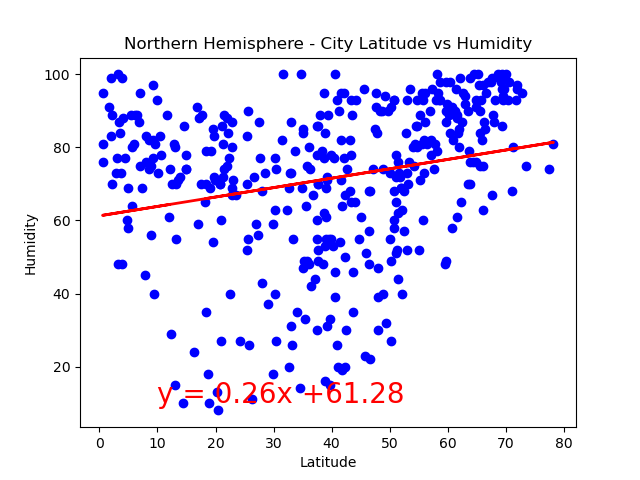 Northern Hemisphere - City Latitude vs Humidity
100
80
60
40
20
Humidity
y = 0.26x +61.28
0 10 20 30 40 50 60 70 80
Latitude